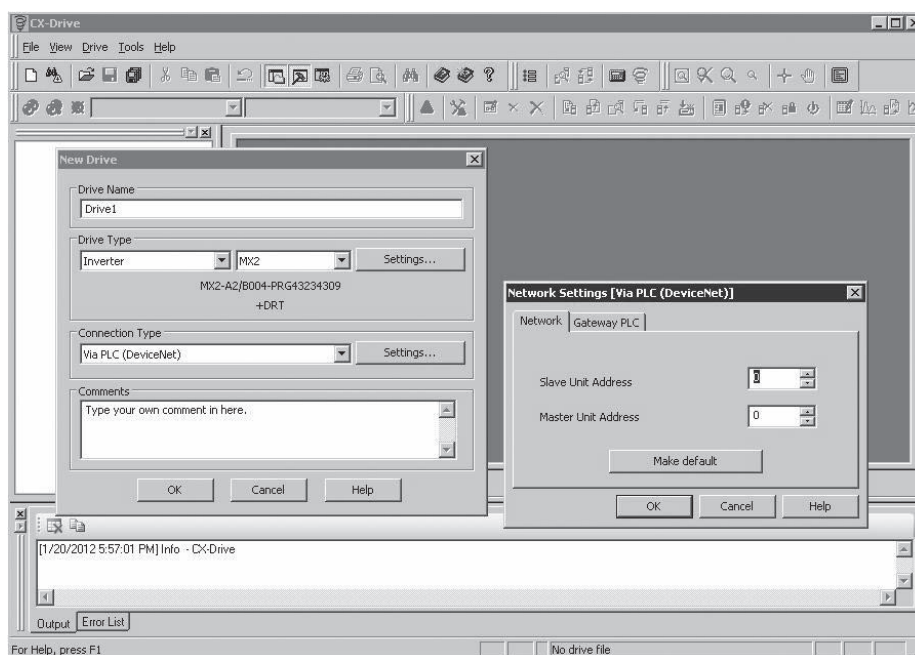 CX-Drive
File View Drive Tools Help
New Drive
Drive Name
Drive1
Drive Type
Inverter MX2 Settings...
MX2-A2/B004-PRG43234309
+DRT
Connection Type
Via PLC (DeviceNet) Settings...
Comments
Type your own comment in here.
OK Cancel Help
Network Settings [Via PLC (DeviceNet)]
Network Gateway PLC
Slave Unit Address 0
Master Unit Address 0
Make default
OK Cancel Help
[1/20/2012 5:57:01 PM] Info - CX-Drive
Output Error List
For Help, press F1 No drive file